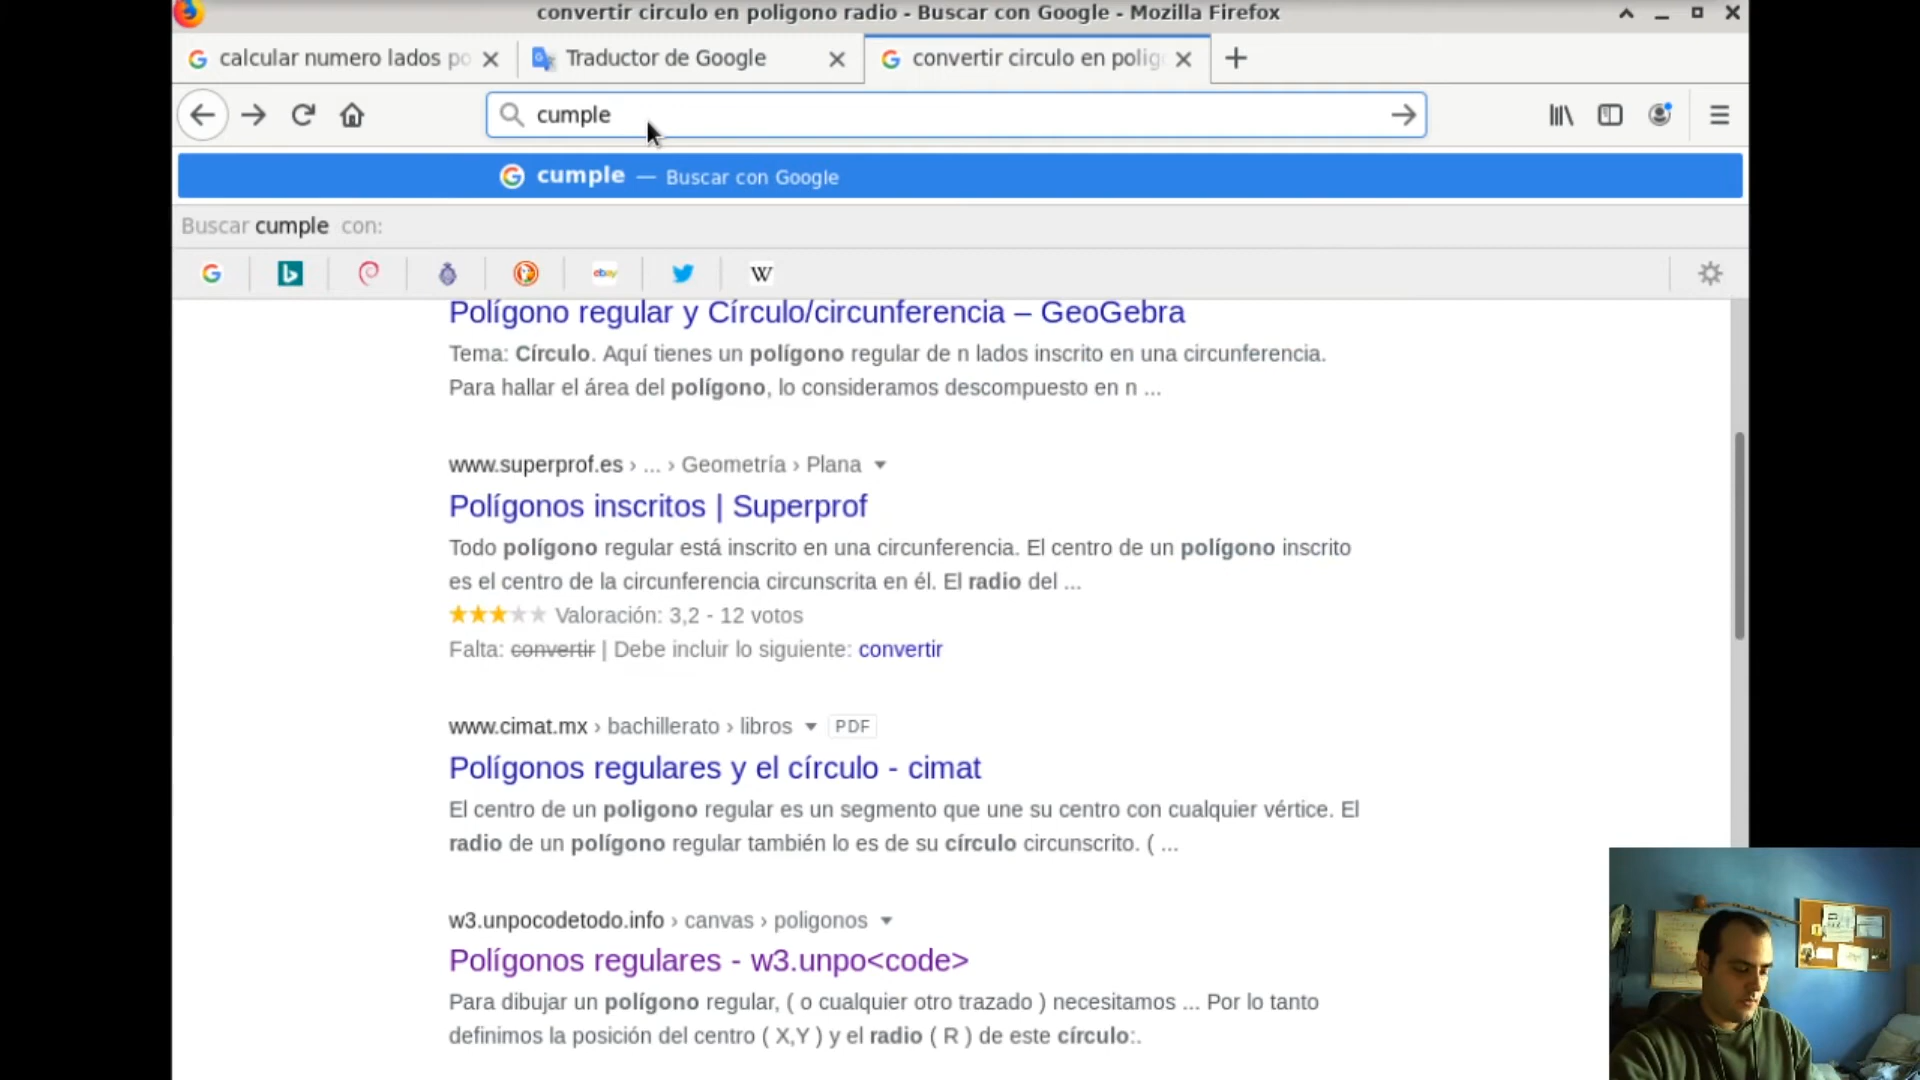 convertir circulo en poligono radio - Buscar con Google - Mozilla Firefox
calcular numero lados po
Traductor de Google
convertir circulo en polig
cumple
cumple — Buscar con Google
Buscar cumple con:
ebay
W
Polígono regular y Círculo/circunferencia – GeoGebra
Tema: Círculo. Aquí tienes un polígono regular de n lados inscrito en una circunferencia.
Para hallar el área del polígono, lo consideramos descompuesto en n ...
www.superprof.es › ... › Geometría › Plana
Polígonos inscritos | Superprof
Todo polígono regular está inscrito en una circunferencia. El centro de un polígono inscrito
es el centro de la circunferencia circunscrita en él. El radio del ...
Valoración: 3,2 - 12 votos
Falta: convertir | Debe incluir lo siguiente: convertir
www.cimat.mx › bachillerato › libros PDF
Polígonos regulares y el círculo - cimat
El centro de un poligono regular es un segmento que une su centro con cualquier vértice. El
radio de un polígono regular también lo es de su círculo circunscrito. ( ...
w3.unpocodetodo.info › canvas › poligonos
Polígonos regulares - w3.unpo<code>
Para dibujar un polígono regular, ( o cualquier otro trazado ) necesitamos ... Por lo tanto
definimos la posición del centro ( X,Y ) y el radio ( R ) de este círculo:.